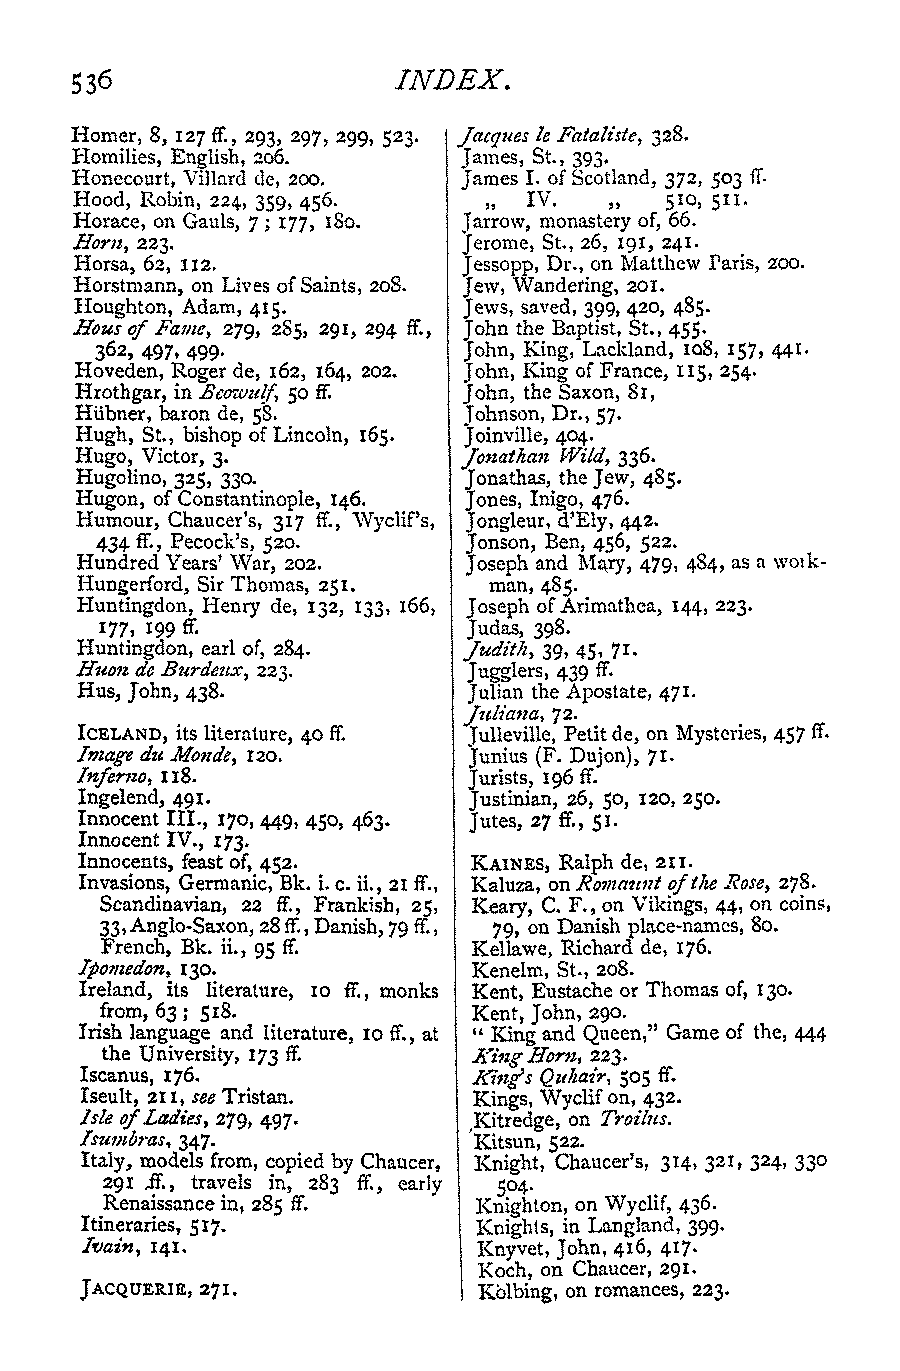 536 INDEX.
Homer, 8, 127 ff., 293, 297, 299, 523.
Homilies, English, 206.
Honecourt, Villard de, 200.
Hood, Robin, 224, 359, 456.
Horace, on Gauls, 7 ; 177, 180.
Horn, 223.
Horsa, 62, 112.
Horstmann, on Lives of Saints, 208.
Houghton, Adam, 415.
Hous of Fame, 279, 285, 291, 294 ff.,
362, 497, 499.
Hoveden, Roger de, 162, 164, 202.
Hrothgar, in Beowulf, 50 ff.
Hübner, baron de, 58.
Hugh, St., bishop of Lincoln, 165.
Hugo, Victor, 3.
Hugolino, 325, 330.
Hugon, of Constantinople, 146.
Humour, Chaucer's, 317 ff., Wyclif's,
434 ff., Pecock's, 520.
Hundred Years' War, 202.
Hungerford, Sir Thomas, 251.
Huntingdon, Henry de, 132, 133, 166,
177, 199 ff.
Huntingdon, earl of, 284.
Huon de Burdeux, 223.
Hus, John, 438.
ICELAND, its literature, 40 ff.
Image du Monde, 120.
Inferno, 118.
Ingelend, 491.
Innocent III., 170, 449, 450, 463.
Innocent IV., 173.
Innocents, feast of, 452.
Invasions, Germanic, Bk. i. c. ii., 21 ff.,
Scandinavian, 22 ff., Frankish, 25,
33, Anglo-Saxon, 28 ff., Danish, 79 ff.,
French, Bk. ii., 95 ff.
Ipomedon, 130.
Ireland, its literature, 10 ff., monks
from, 63 ; 518.
Irish language and literature, 10 ff., at
the University, 173 ff.
Iscanus, 176.
Iseult, 211, see Tristan.
Isle of Ladies, 279, 497.
Isumbras, 347.
Italy, models from, copied by Chaucer,
291 ff., travels in, 283 ff., early
Renaissance in, 285 ff.
Itineraries, 517.
Ivain, 141.
JACQUERIE, 271.
Jacques le Fataliste, 328.
James, St., 393.
James I. of Scotland, 372, 503 ff.
„ IV. „ 510, 511.
Jarrow, monastery of, 66.
Jerome, St., 26, 191, 241.
Jessopp, Dr., on Matthew Paris, 200.
Jew, Wandering, 201.
Jews, saved, 399, 420, 485.
John the Baptist, St., 455.
John, King, Lackland, 108, 157, 441.
John, King of France, 115, 254.
John, the Saxon, 81,
Johnson, Dr., 57.
Joinville, 404.
Jonathan Wild, 336.
Jonathas, the Jew, 485.
Jones, Inigo, 476.
Jongleur, d'Ely, 442.
Jonson, Ben, 456, 522.
Joseph and Mary, 479, 484, as a work-
man, 485.
Joseph of Arimathea, 144, 223.
Judas, 398.
Judith, 39, 45, 71.
Jugglers, 439 ff.
Julian the Apostate, 471.
Juliana, 72.
Julleville, Petit de, on Mysteries, 457 ff.
Junius (F. Dujon), 71.
Jurists, 196 ff.
Justinian, 26, 50, 120, 250.
Jutes, 27 ff., 51.
KAINES, Ralph de, 211.
Kaluza, on Romaunt of the Rose, 278.
Keary, C. F., on Vikings, 44, on coins,
79, on Danish place-names, 80.
Kellawe, Richard de, 176.
Kenelm, St., 208.
Kent, Eustache or Thomas of, 130.
Kent, John, 290.
“ King and Queen,” Game of the, 444
King Horn, 223.
King's Quhair, 505 ff.
Kings, Wyclif on, 432.
Kitredge, on Troilus.
Kitsun, 522.
Knight, Chaucer's, 314, 321, 324, 330
504.
Knighton, on Wyclif, 436.
Knights, in Langland, 399.
Knyvet, John, 416, 417.
Koch, on Chaucer, 291.
Kölbing, on romances, 223.